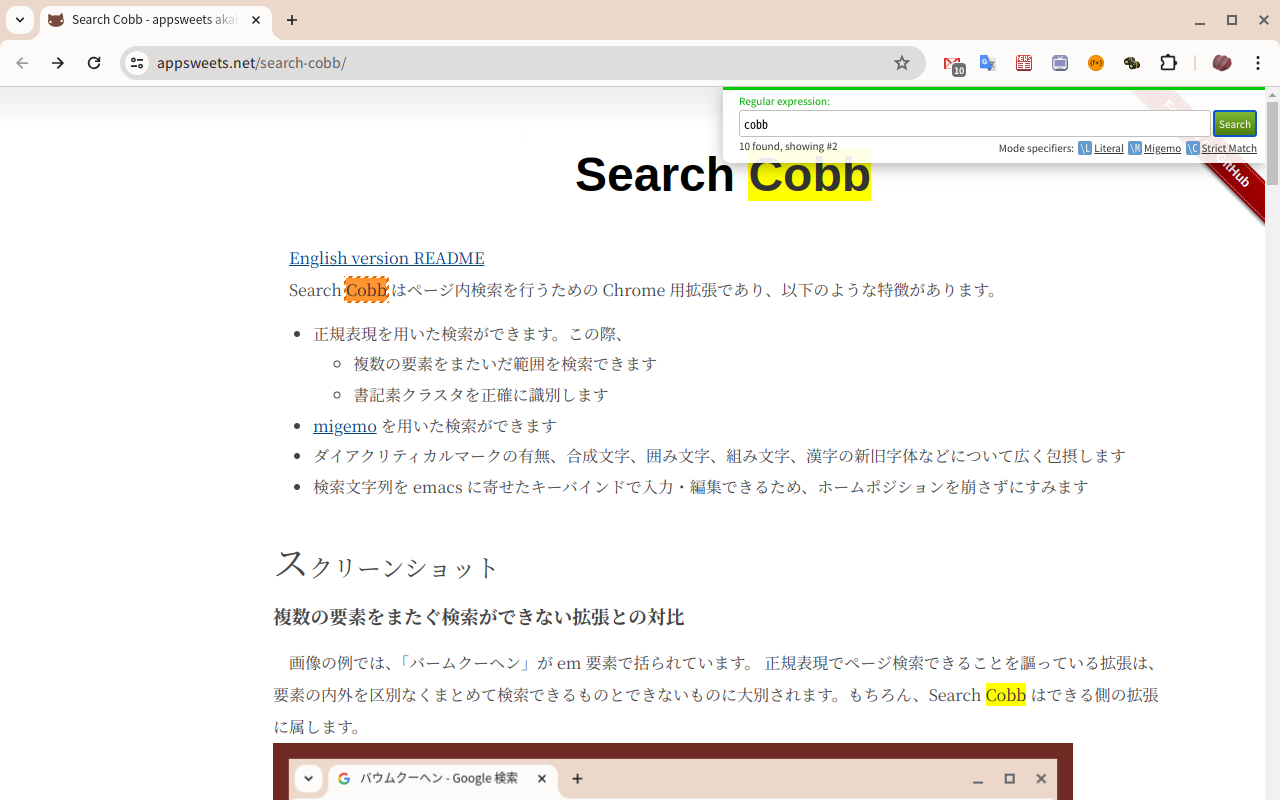 Search Cobb - appsweets aka
appsweets.net/search-cobb/
10
Regular expression:
cobb
Search
10 found, showing #2
Mode specifiers: \L Literal \M Migemo \C Strict Match
Search Cobb
English version README
Search Cobb はページ内検索を行うための Chrome 用拡張であり、以下のような特徴があります。
正規表現を用いた検索ができます。この際、
複数の要素をまたいだ範囲を検索できます
書記素クラスタを正確に識別します
migemo を用いた検索ができます
ダイアクリティカルマークの有無、合成文字、囲み文字、組み文字、漢字の新旧字体などについて広く包摂します
検索文字列を emacs に寄せたキーバインドで入力・編集できるため、ホームポジションを崩さずにすみます
スクリーンショット
複数の要素をまたぐ検索ができない拡張との対比
画像の例では、「バームクーヘン」が em 要素で括られています。 正規表現でページ検索できることを謳っている拡張は、
要素の内外を区別なくまとめて検索できるものとできないものに大別されます。もちろん、Search Cobb はできる側の拡張
に属します。
バウムクーヘン - Google 検索